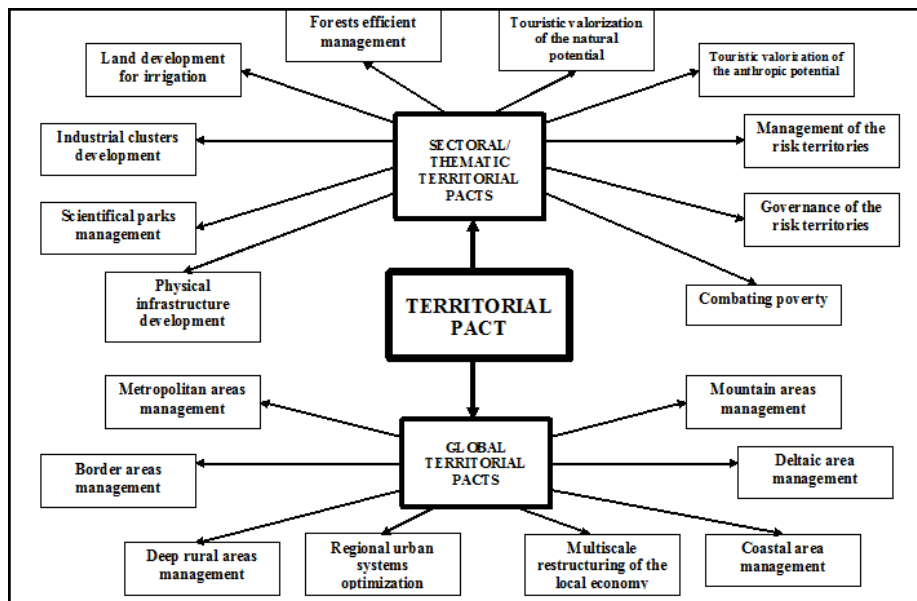 Forests efficient
management
Touristic valorization
of the natural
potential
Land development
for irrigation
Touristic valorization of
the anthropic potential
Industrial clusters
development
SECTORAL/
THEMATIC
TERRITORIAL
PACTS
Management of the
risk territories
Scientifical parks
management
Governance of the
risk territories
Physical
infrastructure
development
TERRITORIAL
PACT
Combating poverty
Metropolitan areas
management
Mountain areas
management
GLOBAL
TERRITORIAL
PACTS
Border areas
management
Deltaic area
management
Deep rural areas
management
Regional urban
systems
optimization
Multiscale
restructuring of the
local economy
Coastal area
management